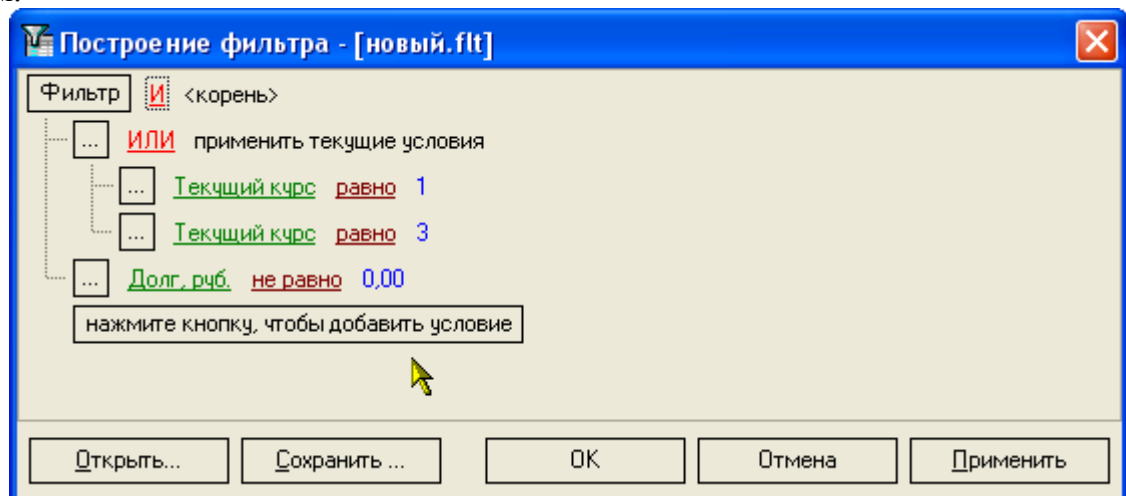 Построение фильтра - [новый.flt]
Фильтр И <корень>
... ИЛИ применить текущие условия
... Текущий курс равно 1
... Текущий курс равно 3
... Долг, руб. не равно 0,00
нажмите кнопку, чтобы добавить условие
Открыть... Сохранить ... OK Отмена Применить